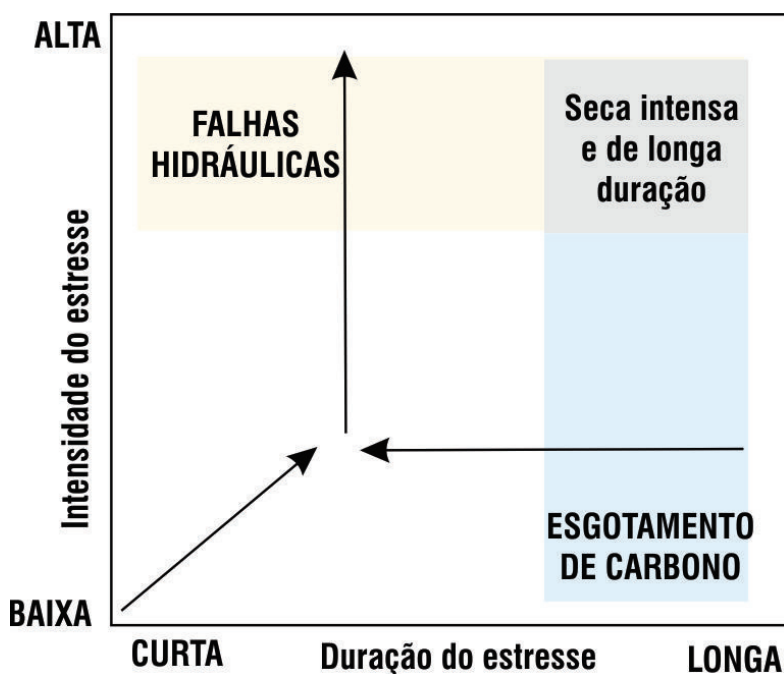 ALTA
FALHAS
HIDRÁULICAS
Seca intensa
e de longa
duração
Intensidade do estresse
ESGOTAMENTO
DE CARBONO
BAIXA
CURTA
Duração do estresse
LONGA